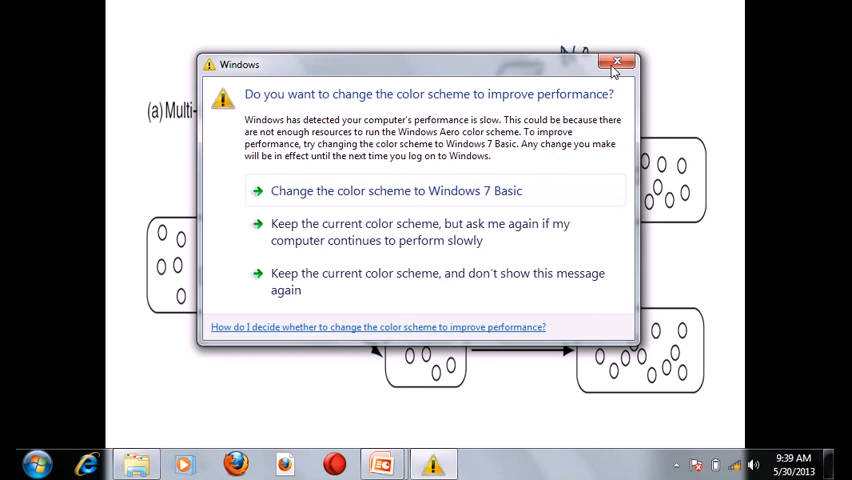 Windows
Do you want to change the color scheme to improve performance?
(a) Multi-
Windows has detected your computer's performance is slow. This could be because there
are not enough resources to run the Windows Aero color scheme. To improve
performance, try changing the color scheme to Windows 7 Basic. Any change you make
will be in effect until the next time you log on to Windows.
Change the color scheme to Windows 7 Basic
Keep the current color scheme, but ask me again if my
computer continues to perform slowly
Keep the current color scheme, and don't show this message
again
How do I decide whether to change the color scheme to improve performance?
9:39 AM
5/30/2013